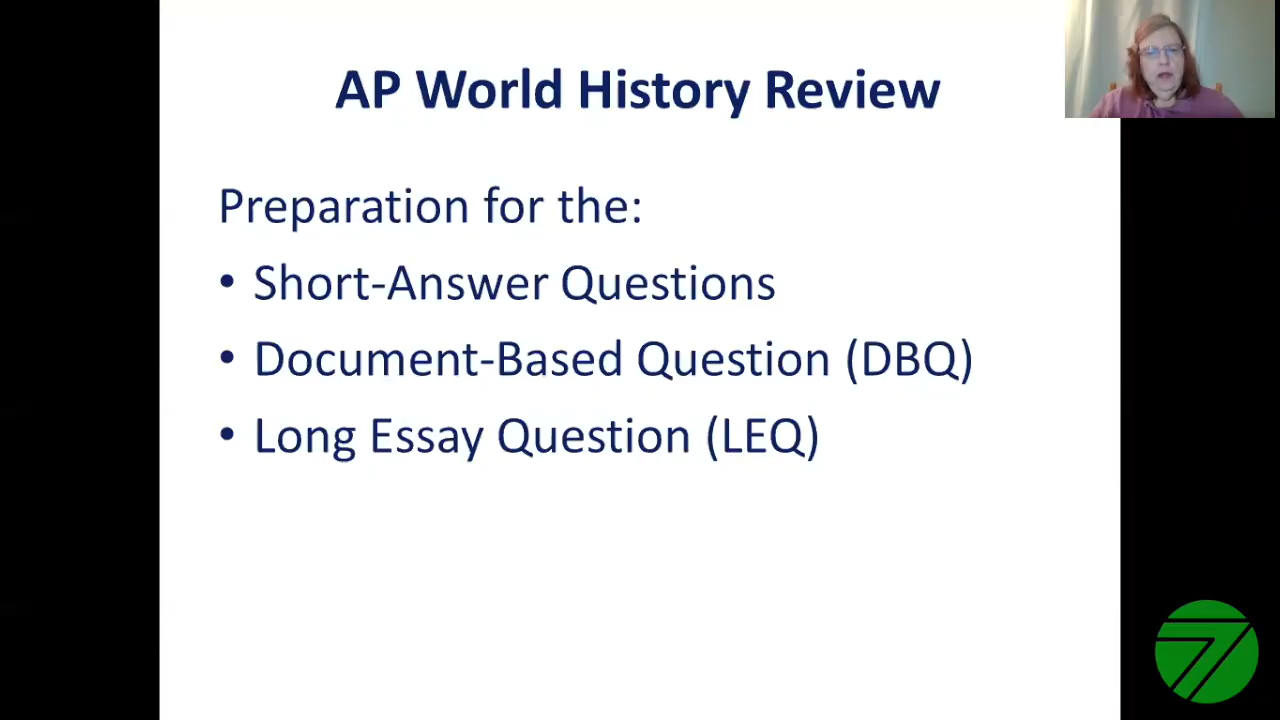 AP World History Review
Preparation for the:
• Short-Answer Questions
• Document-Based Question (DBQ)
• Long Essay Question (LEQ)